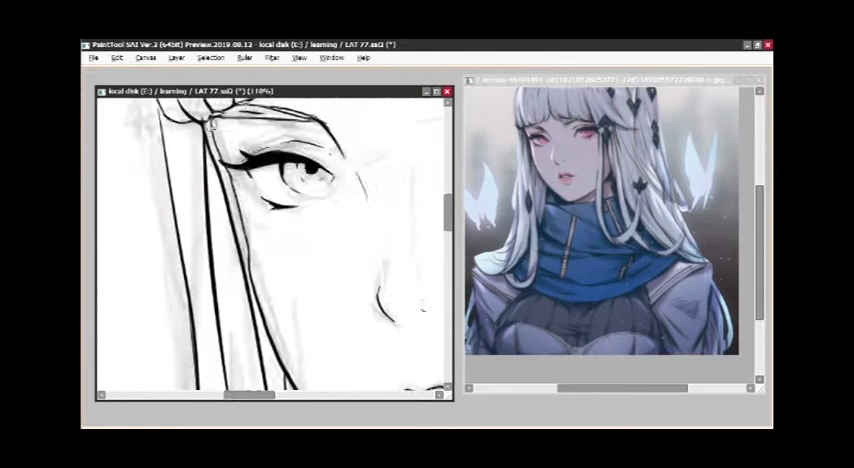 PaintTool SAI Ver.2 (64bit) Preview.2019.08.12 - local disk (E:) / learning / LAT 77.sai2 (*)
File Edit Canvas Layer Selection Ruler Filter View Window Help
local disk (E:) / learning / LAT 77.sai2 (*) (110%)